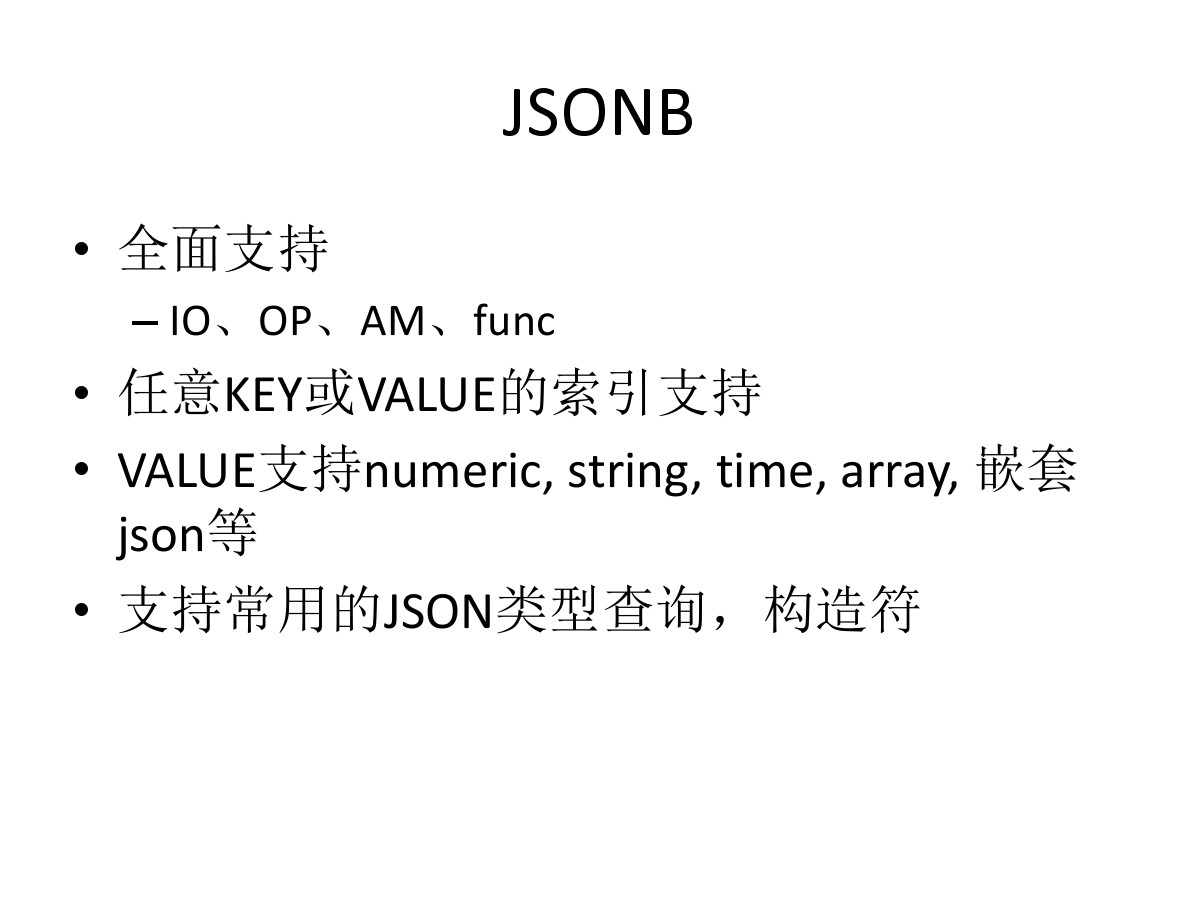 JSONB
• 全面支持
– IO、OP、AM、func
• 任意KEY或VALUE的索引支持
• VALUE支持numeric, string, time, array, 嵌套
json等
• 支持常用的JSON类型查询，构造符